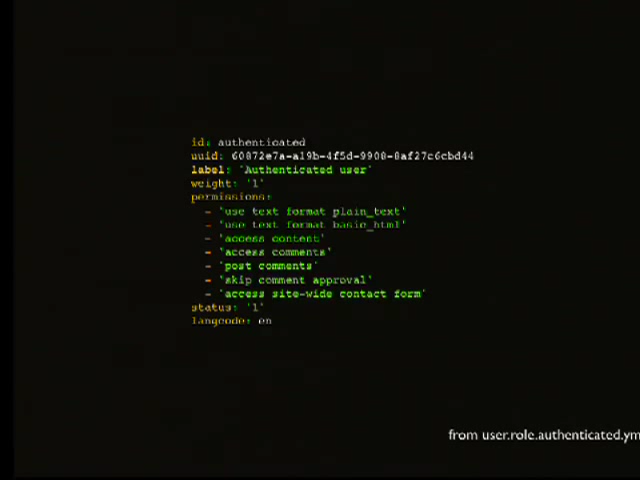 id: authenticated
uuid: 60872e7a-a19b-4f5d-9900-8af27c6cbd44
label: 'Authenticated user'
weight: '1'
permissions:
- 'use text format plain_text'
- 'use text format basic_html'
- 'access content'
- 'access comments'
- 'post comments'
- 'skip comment approval'
- 'access site-wide contact form'
status: '1'
langcode: en
from user.role.authenticated.ym